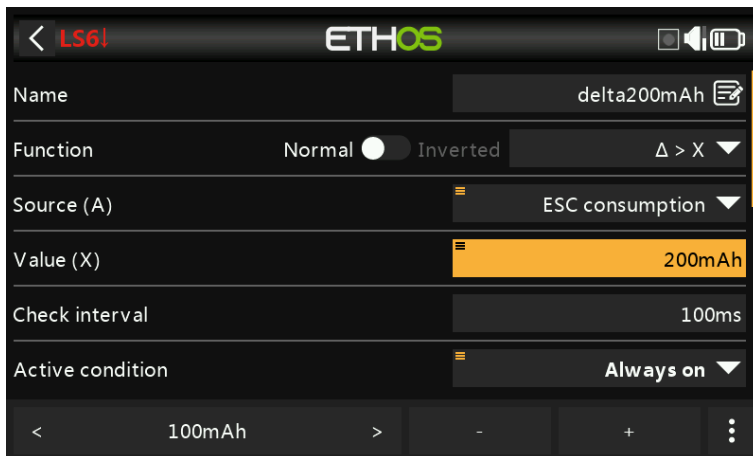 < LS6↓ ETHOS
Name delta200mAh
Function Normal Inverted Δ > X
Source (A) ESC consumption
Value (X) 200mAh
Check interval 100ms
Active condition Always on
< 100mAh > - +